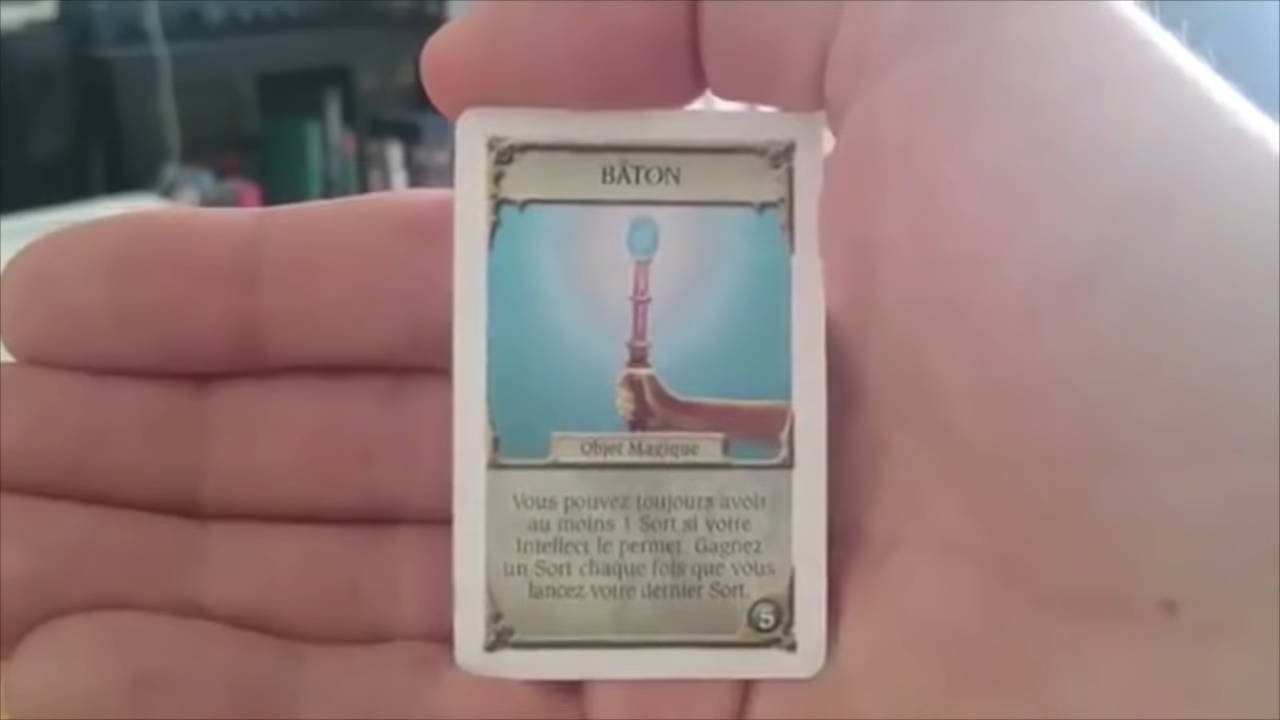 BÂTON
Objet Magique
Vous pouvez toujours avoir
au moins 1 Sort si votre
Intellect le permet. Gagnez
un Sort chaque fois que vous
lancez votre dernier Sort.
5